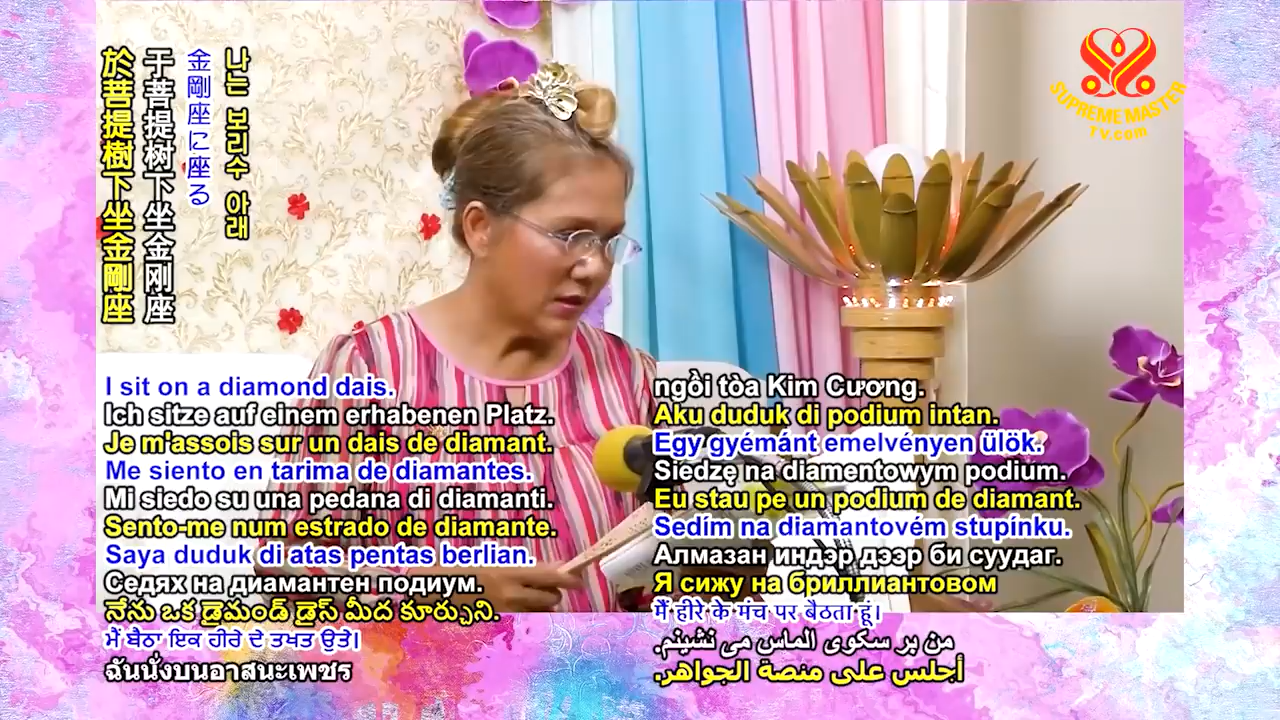 SUPREME MASTER
TV.com
나는 보리수 아래
金剛座に座る
于菩提树下坐金刚座
於菩提樹下坐金剛座
I sit on a diamond dais.
Ich sitze auf einem erhabenen Platz.
Je m'assois sur un dais de diamant.
Me siento en tarima de diamantes.
Mi siedo su una pedana di diamanti.
Sento-me num estrado de diamante.
Saya duduk di atas pentas berlian.
Седях на диамантен подиум.
నేను ఒక డైమండ్ డైస్ మీద కూర్చుని.
ਮੈਂ ਬੈਠਾ ਇਕ ਹੀਰੇ ਦੇ ਤਖਤ ਉਤੇ।
ฉันนั่งบนอาสนะเพชร
ngồi tòa Kim Cương.
Aku duduk di podium intan.
Egy gyémánt emelvényen ülök.
Siedzę na diamentowym podium.
Eu stau pe un podium de diamant.
Sedím na diamantovém stupínku.
Алмазан индэр дээр би суудаг.
Я сижу на бриллиантовом
मैं हीरे के मंच पर बैठता हूं।
من بر سکوی الماس می نشینم.
أجلس على منصة الجواهر.